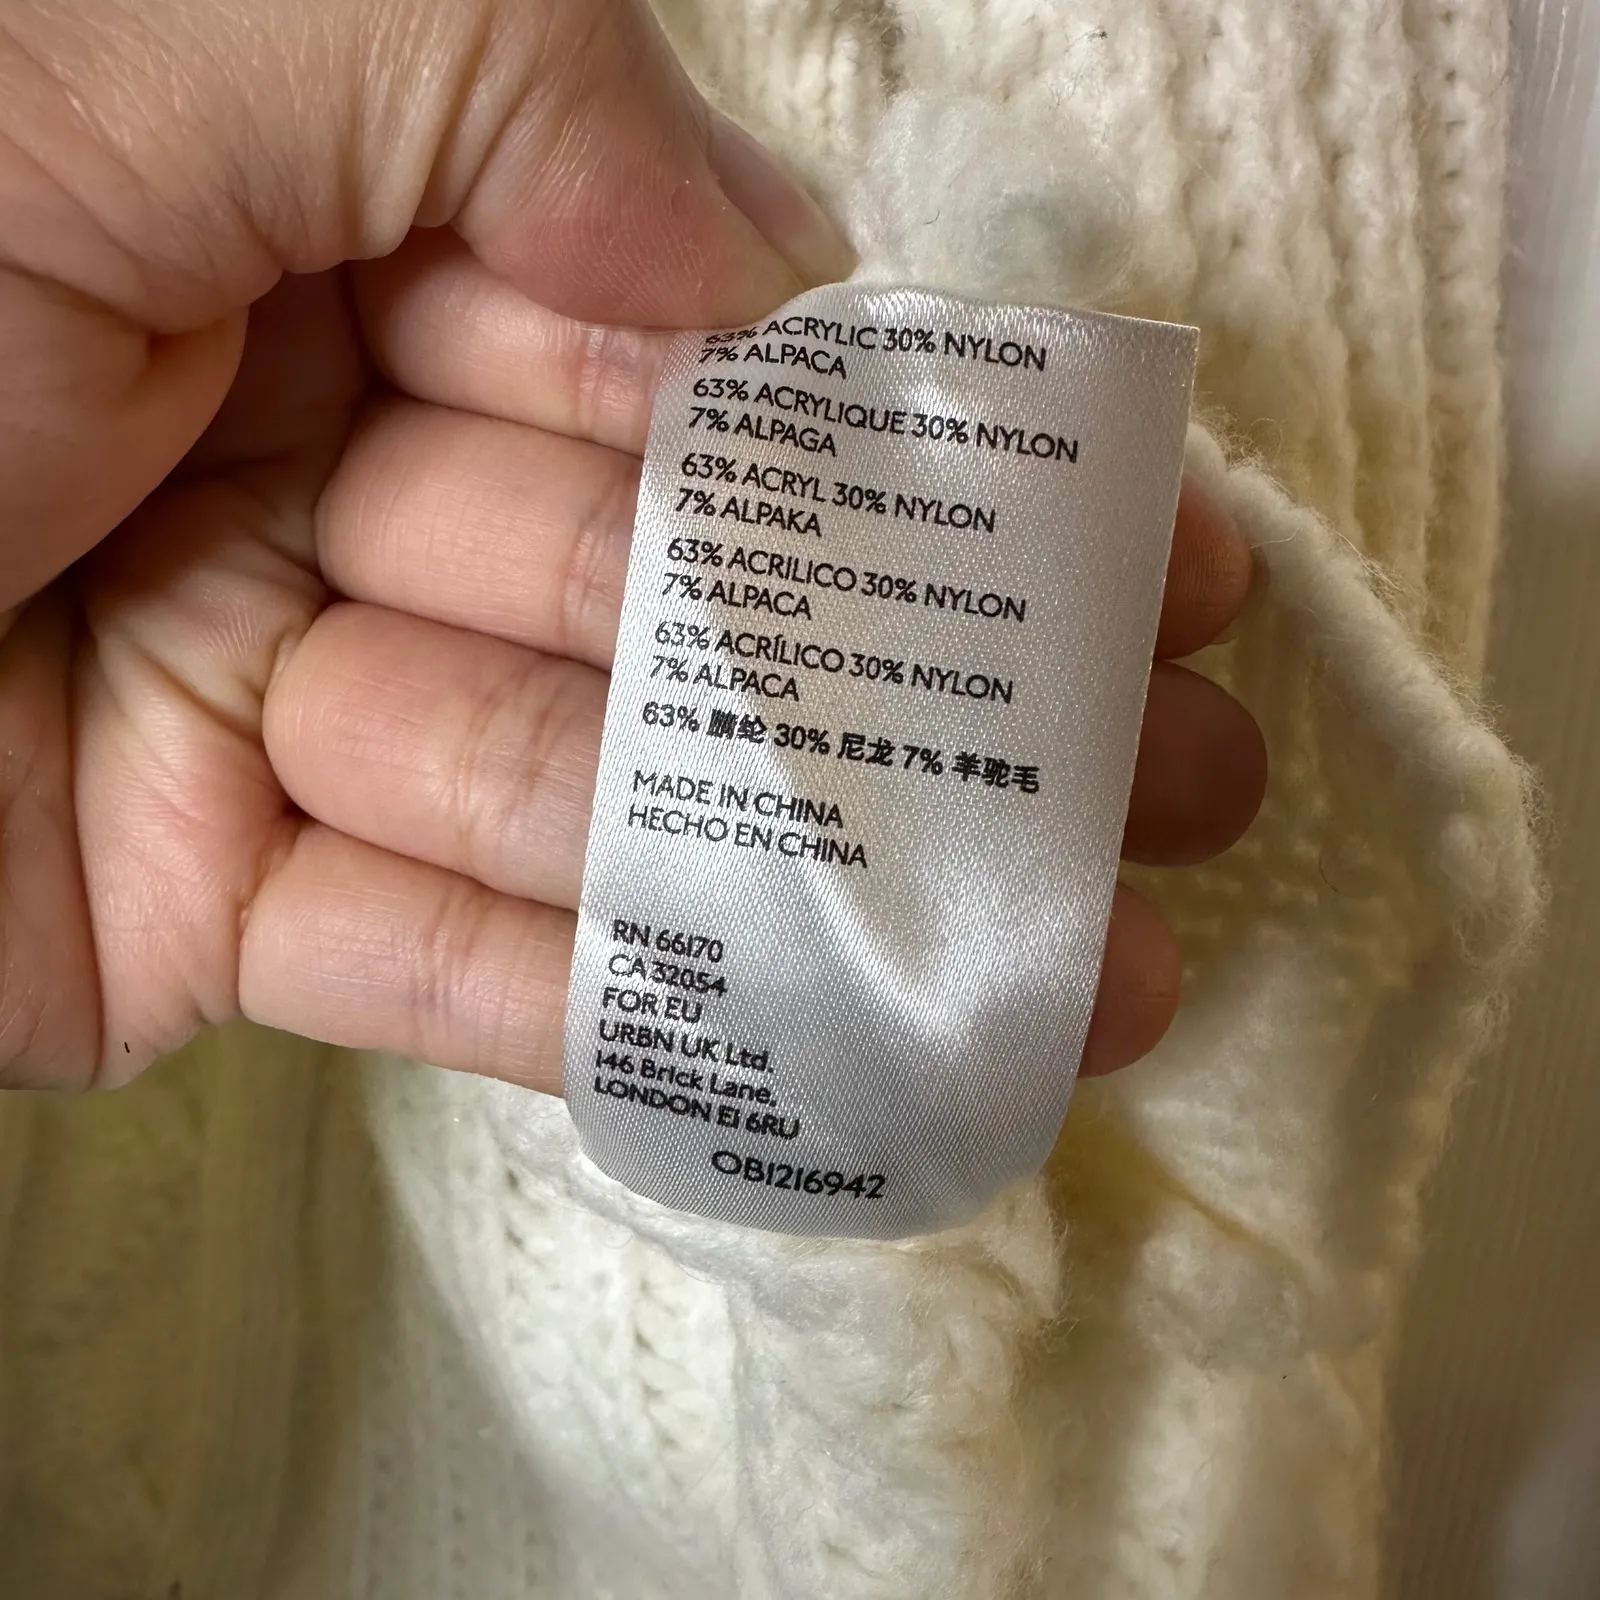 63% ACRYLIC 30% NYLON
7% ALPACA
63% ACRYLIQUE 30% NYLON
7% ALPAGA
63% ACRYL 30% NYLON
7% ALPAKA
63% ACRILICO 30% NYLON
7% ALPACA
63% ACRÍLICO 30% NYLON
7% ALPACA
63% 腈纶 30% 尼龙 7% 羊驼毛
MADE IN CHINA
HECHO EN CHINA
RN 66170
CA 32054
FOR EU
URBN UK Ltd.
146 Brick Lane.
LONDON E1 6RU
OB1216942